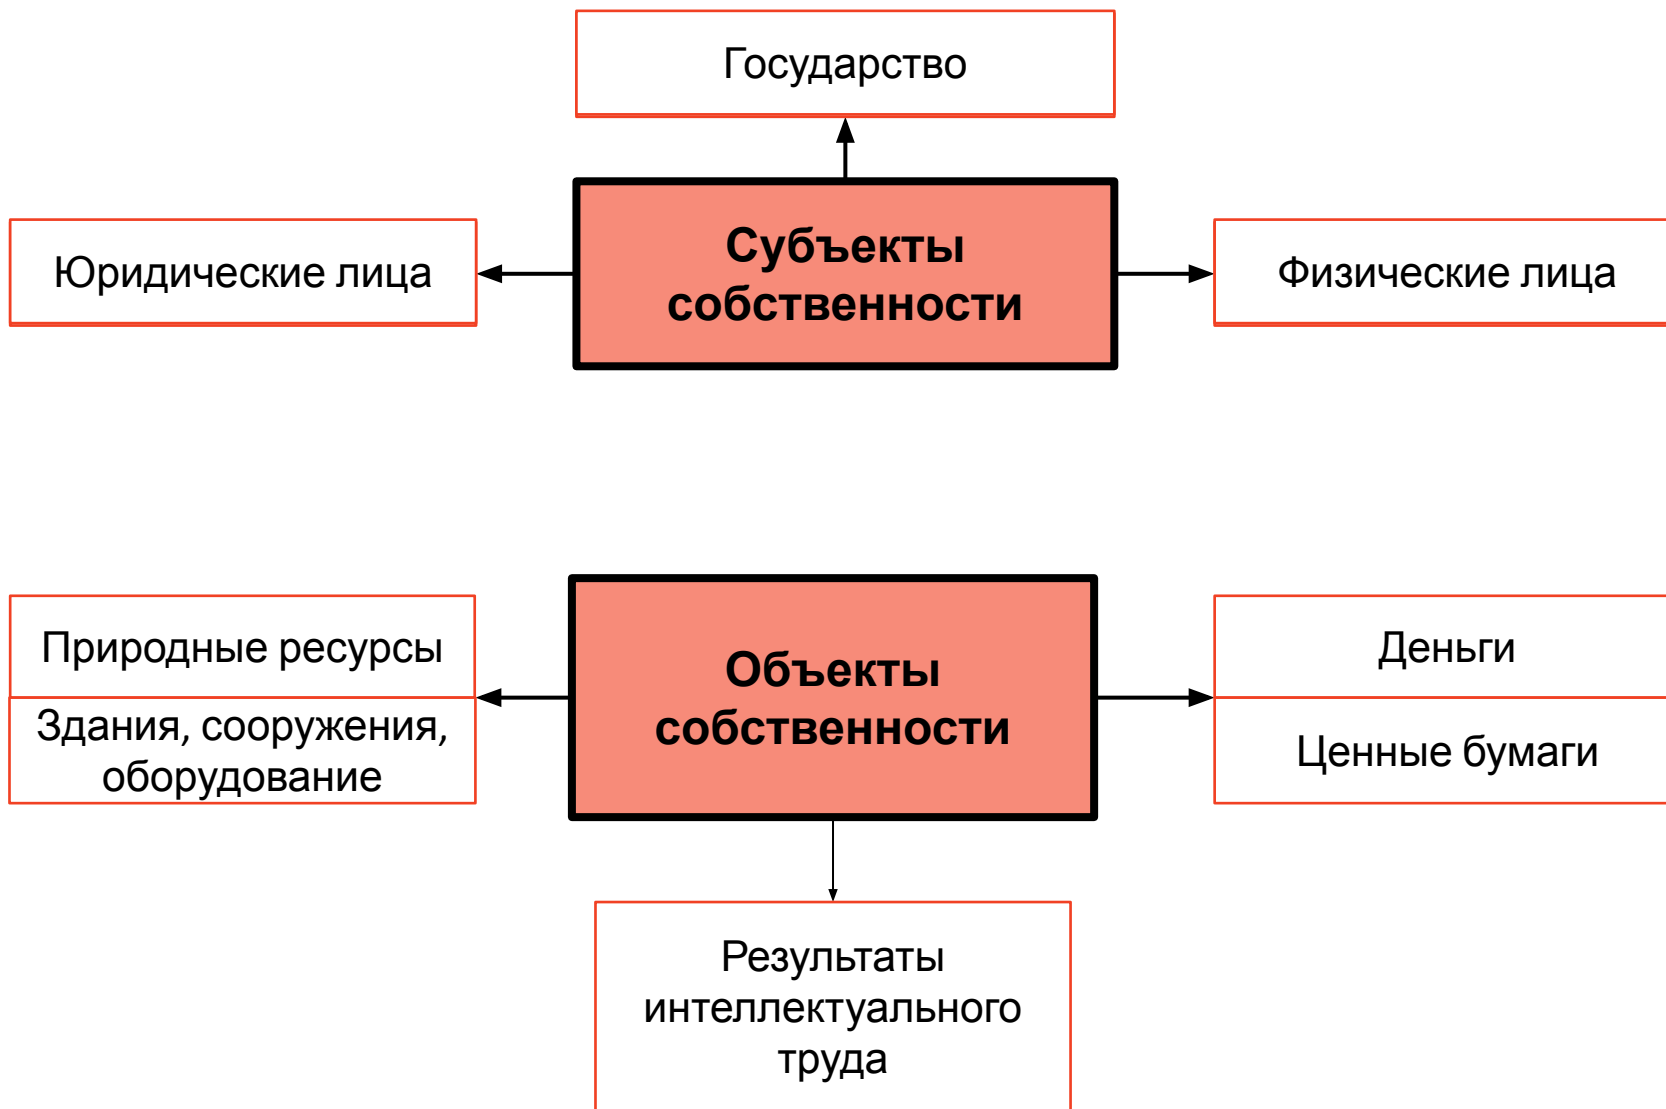 Государство
Юридические лица
Субъекты
собственности
Физические лица
Природные ресурсы
Здания, сооружения,
оборудование
Объекты
собственности
Деньги
Ценные бумаги
Результаты
интеллектуального
труда